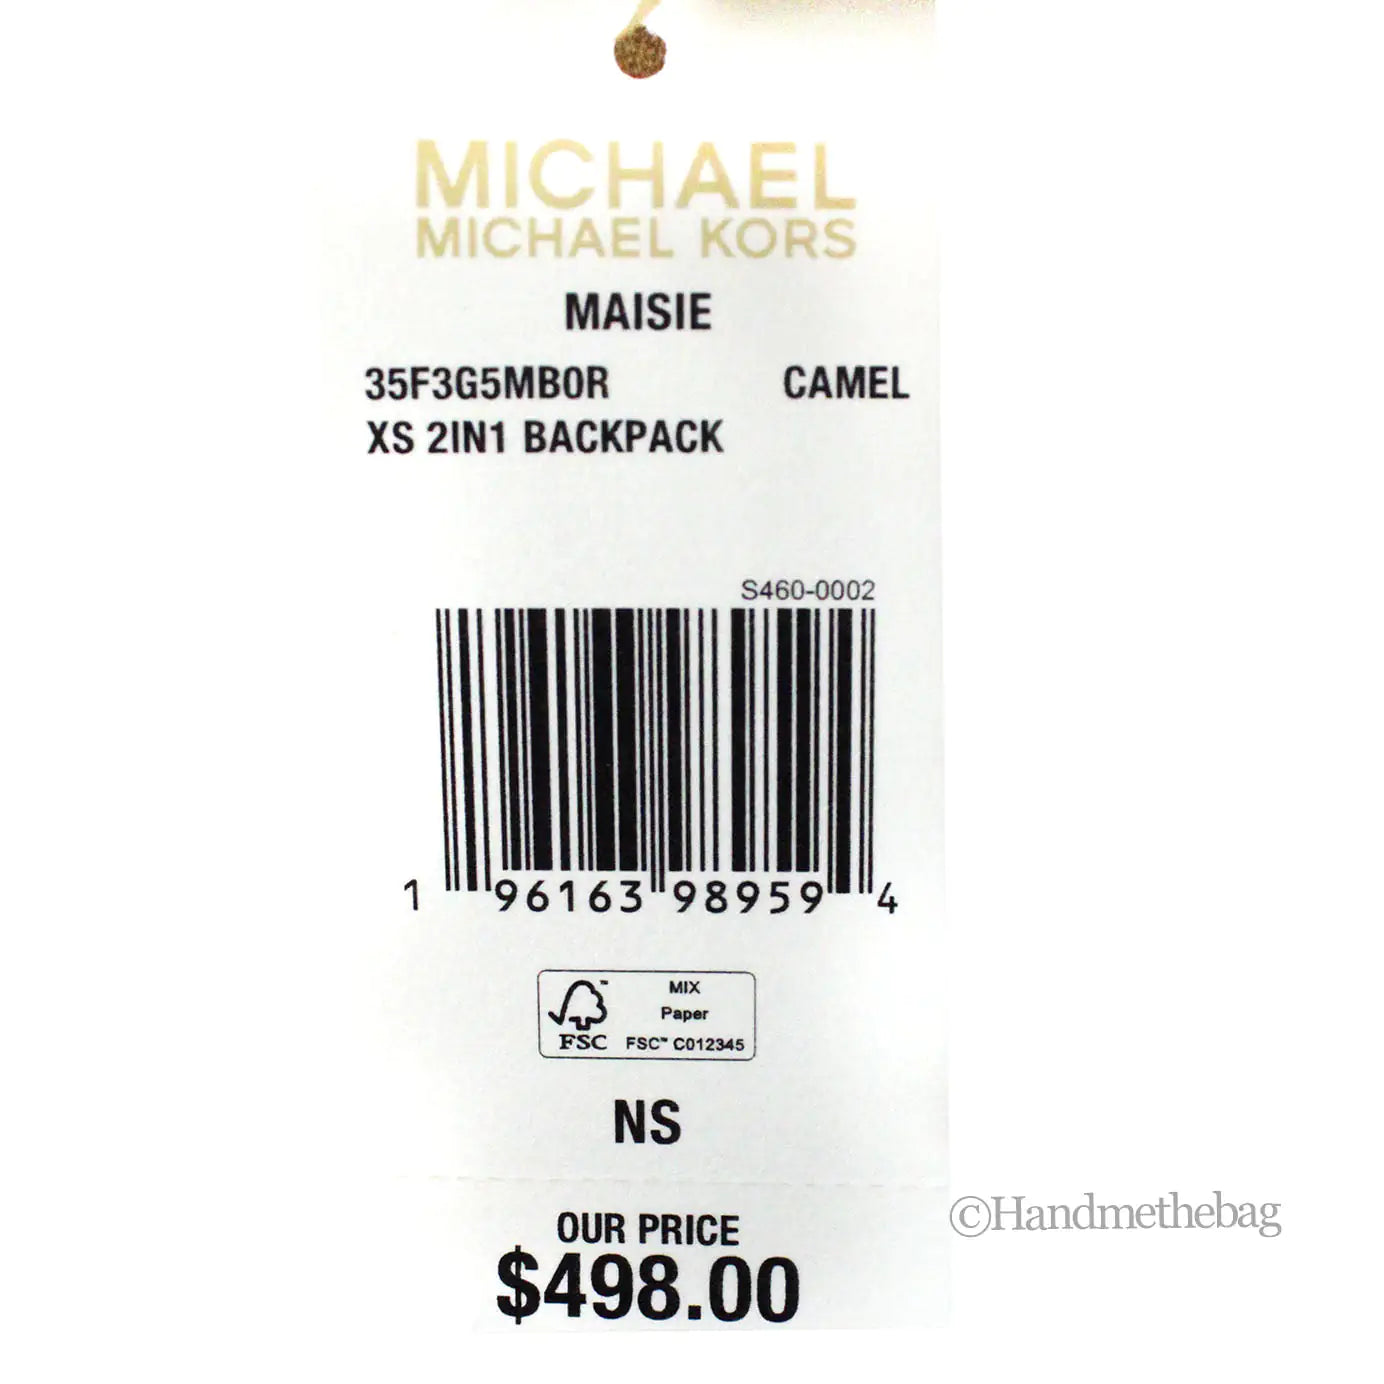 MICHAEL
MICHAEL KORS
MAISIE
35F3G5MB0R CAMEL
XS 2IN1 BACKPACK
S460-0002
1 96163 98959 4
MIX
Paper
FSC FSC™ C012345
NS
OUR PRICE
$498.00
©Handmethebag